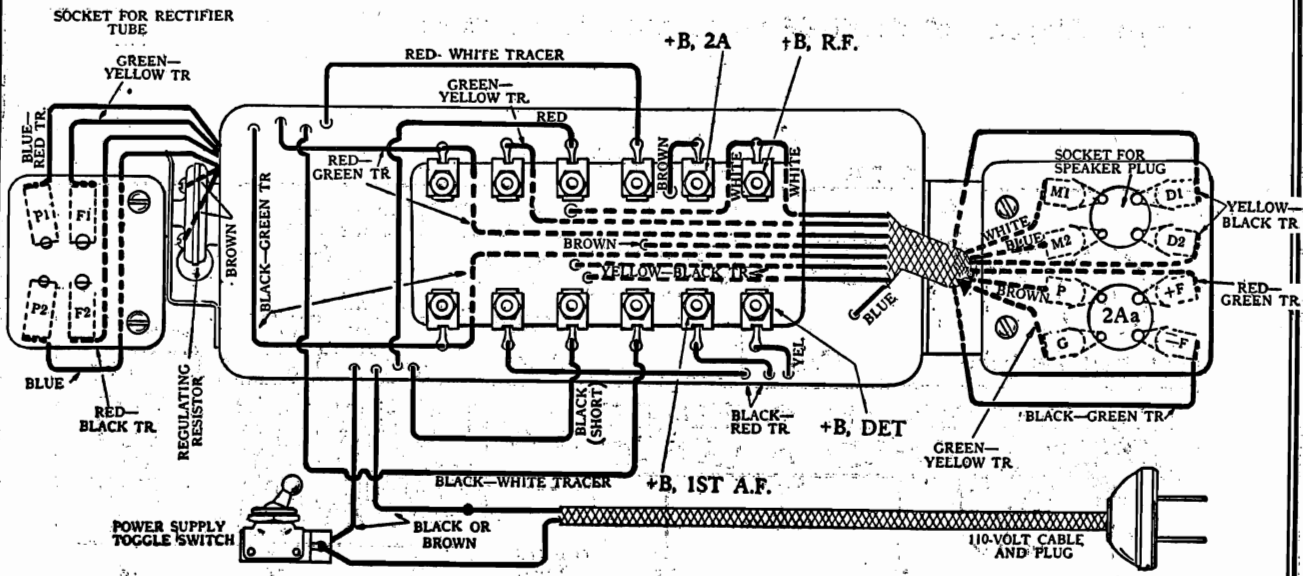 SOCKET FOR RECTIFIER
TUBE
GREEN—
YELLOW TR
BLUE—
RED TR.
RED- WHITE TRACER
GREEN—
YELLOW TR.
RED
+B, 2A
+B, R.F.
RED—
GREEN TR
BROWN
WHITE
WHITE
SOCKET FOR
SPEAKER PLUG
M1
D1
M2
D2
WHITE
BLUE
YELLOW—
BLACK TR
P1
F1
P2
F2
BROWN
BLACK—GREEN TR
BROWN
YELLOW—BLACK TR
BLUE
BROWN
P
+F
G
—F
2Aa
RED—
GREEN TR
BLUE
RED—
BLACK TR.
REGULATING
RESISTOR
BLACK
(SHORT)
YEL
BLACK—
RED TR
+B, DET
BLACK—GREEN TR
GREEN—
YELLOW TR
BLACK—WHITE TRACER
+B, 1ST A.F.
POWER SUPPLY
TOGGLE SWITCH
BLACK OR
BROWN
110-VOLT CABLE
AND PLUG